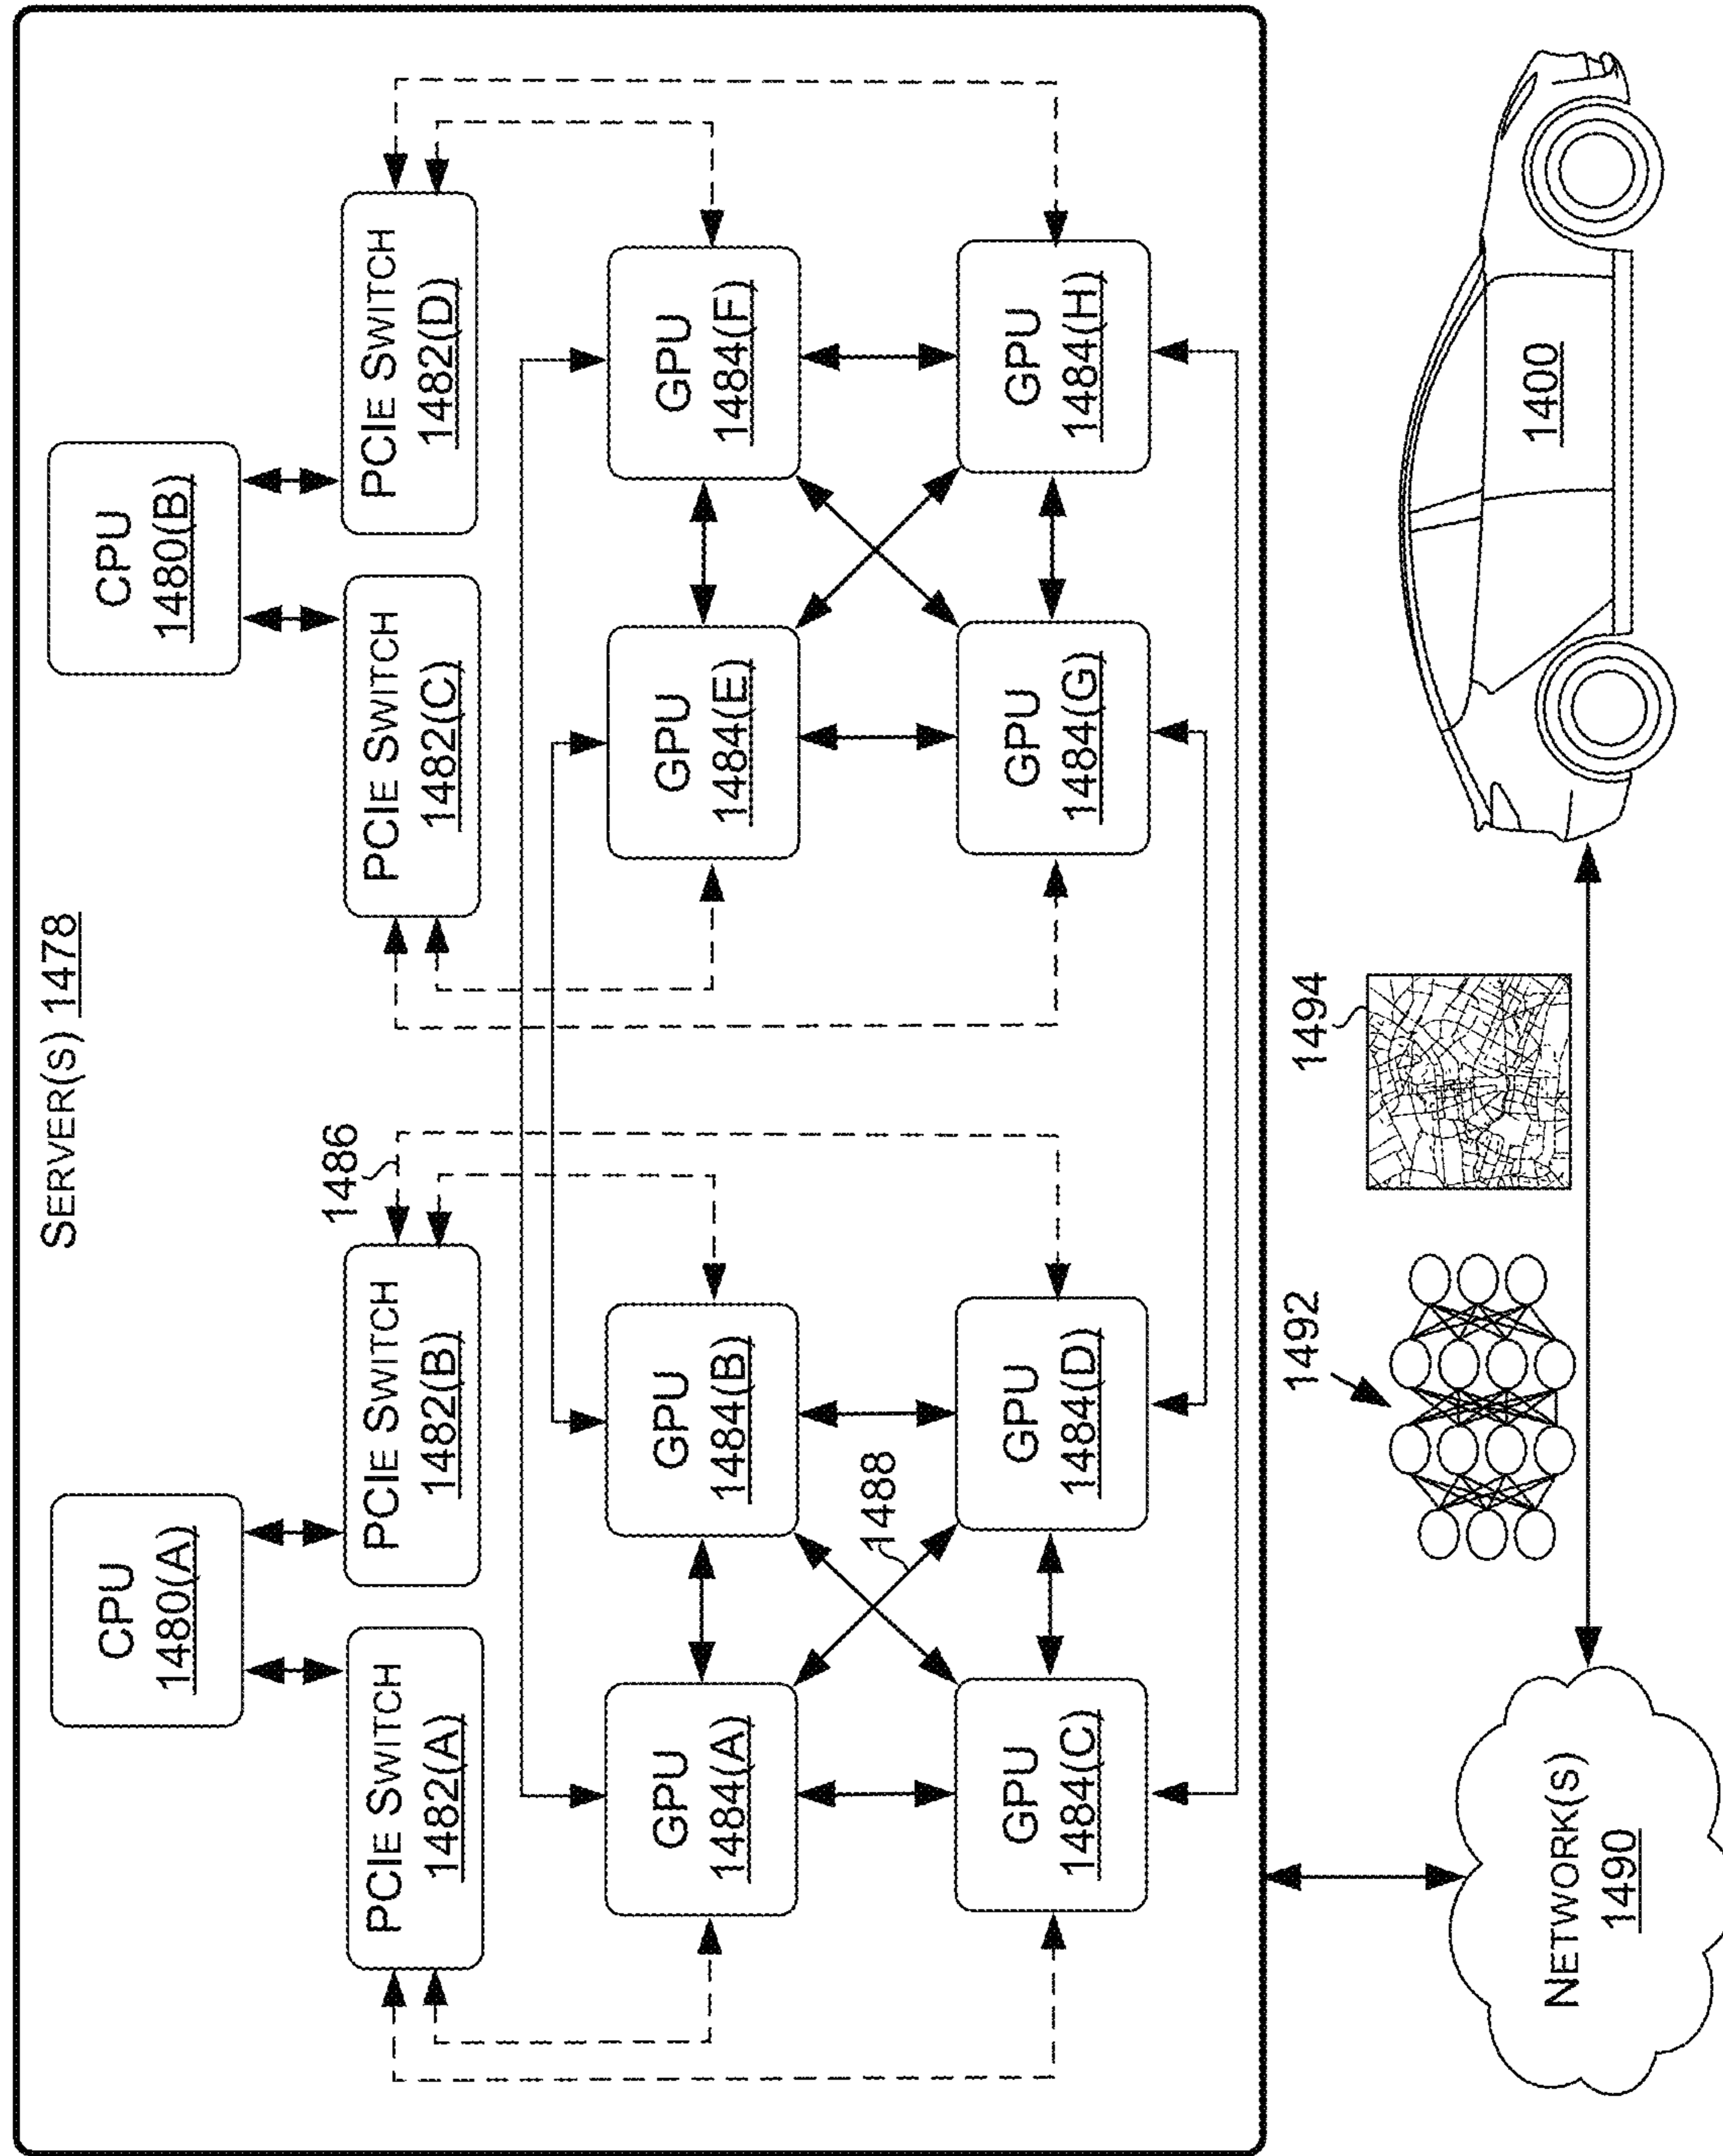 SERVER(S) 1478
CPU
1480(A)
CPU
1480(B)
PCIE SWITCH
1482(A)
PCIE SWITCH
1482(B)
1486
PCIE SWITCH
1482(C)
PCIE SWITCH
1482(D)
GPU
1484(A)
GPU
1484(B)
GPU
1484(E)
GPU
1484(F)
1488
GPU
1484(C)
GPU
1484(D)
GPU
1484(G)
GPU
1484(H)
NETWORK(S)
1490
1492
1494
1400